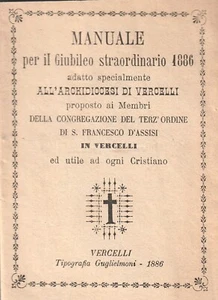 MANUALE
per il Giubileo straordinario 1886
adatto specialmente
ALL'ARCHIDIOCESI DI VERCELLI
proposto ai Membri
DELLA CONGREGAZIONE DEL TERZ'ORDINE
DI S. FRANCESCO D'ASSISI
IN VERCELLI
ed utile ad ogni Cristiano
VERCELLI
Tipografia Guglielmoni - 1886